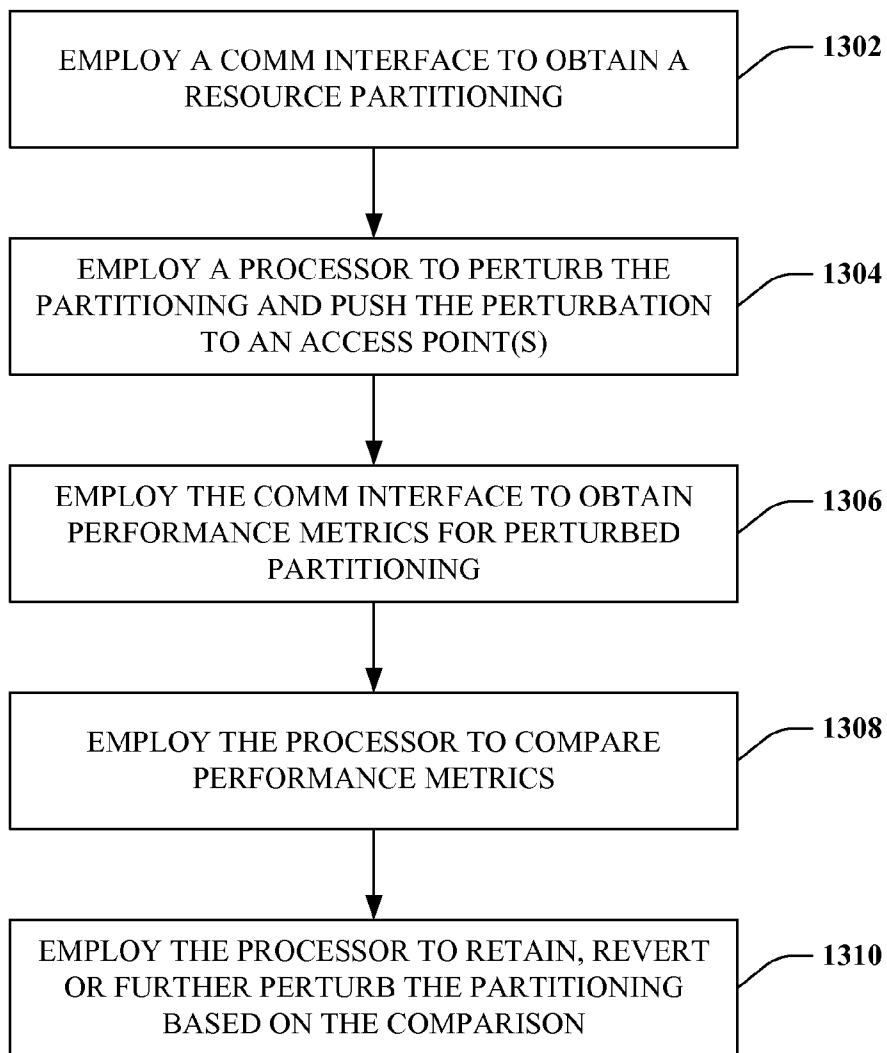 EMPLOY A COMM INTERFACE TO OBTAIN A
RESOURCE PARTITIONING
1302
EMPLOY A PROCESSOR TO PERTURB THE
PARTITIONING AND PUSH THE PERTURBATION
TO AN ACCESS POINT(S)
1304
EMPLOY THE COMM INTERFACE TO OBTAIN
PERFORMANCE METRICS FOR PERTURBED
PARTITIONING
1306
EMPLOY THE PROCESSOR TO COMPARE
PERFORMANCE METRICS
1308
EMPLOY THE PROCESSOR TO RETAIN, REVERT
OR FURTHER PERTURB THE PARTITIONING
BASED ON THE COMPARISON
1310